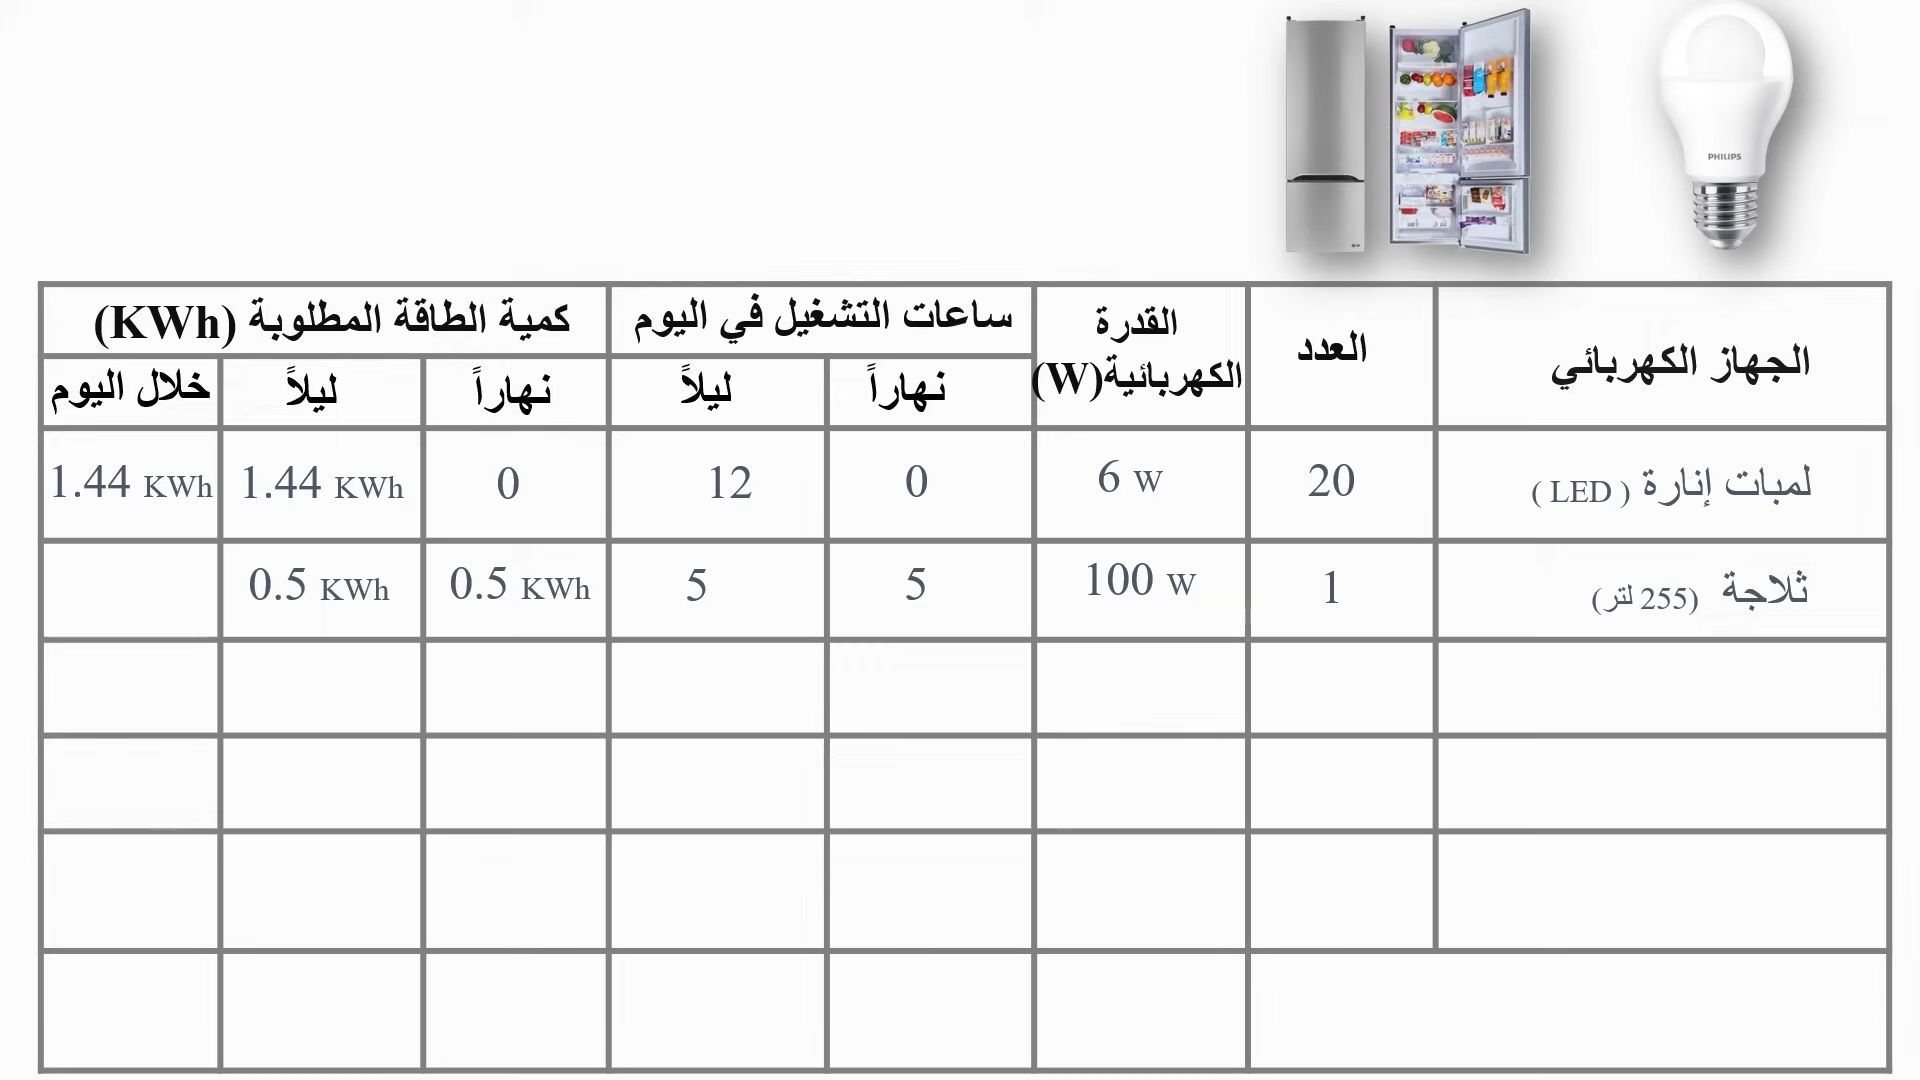 PHILIPS
الجهاز الكهربائي
العدد
القدرة
الكهربائية(W)
ساعات التشغيل في اليوم
كمية الطاقة المطلوبة (KWh)
نهاراً
ليلاً
نهاراً
ليلاً
خلال اليوم
لمبات إنارة ( LED )
20
6 w
0
12
0
1.44 KWh
1.44 KWh
ثلاجة (255 لتر)
1
100 w
5
5
0.5 KWh
0.5 KWh